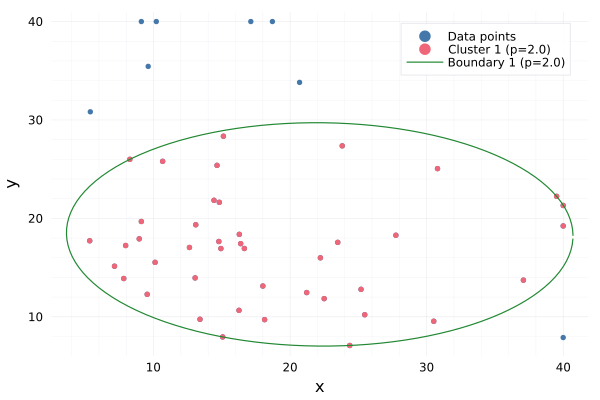 40
30
20
10
y
Data points
Cluster 1 (p=2.0)
Boundary 1 (p=2.0)
10 20 30 40
x